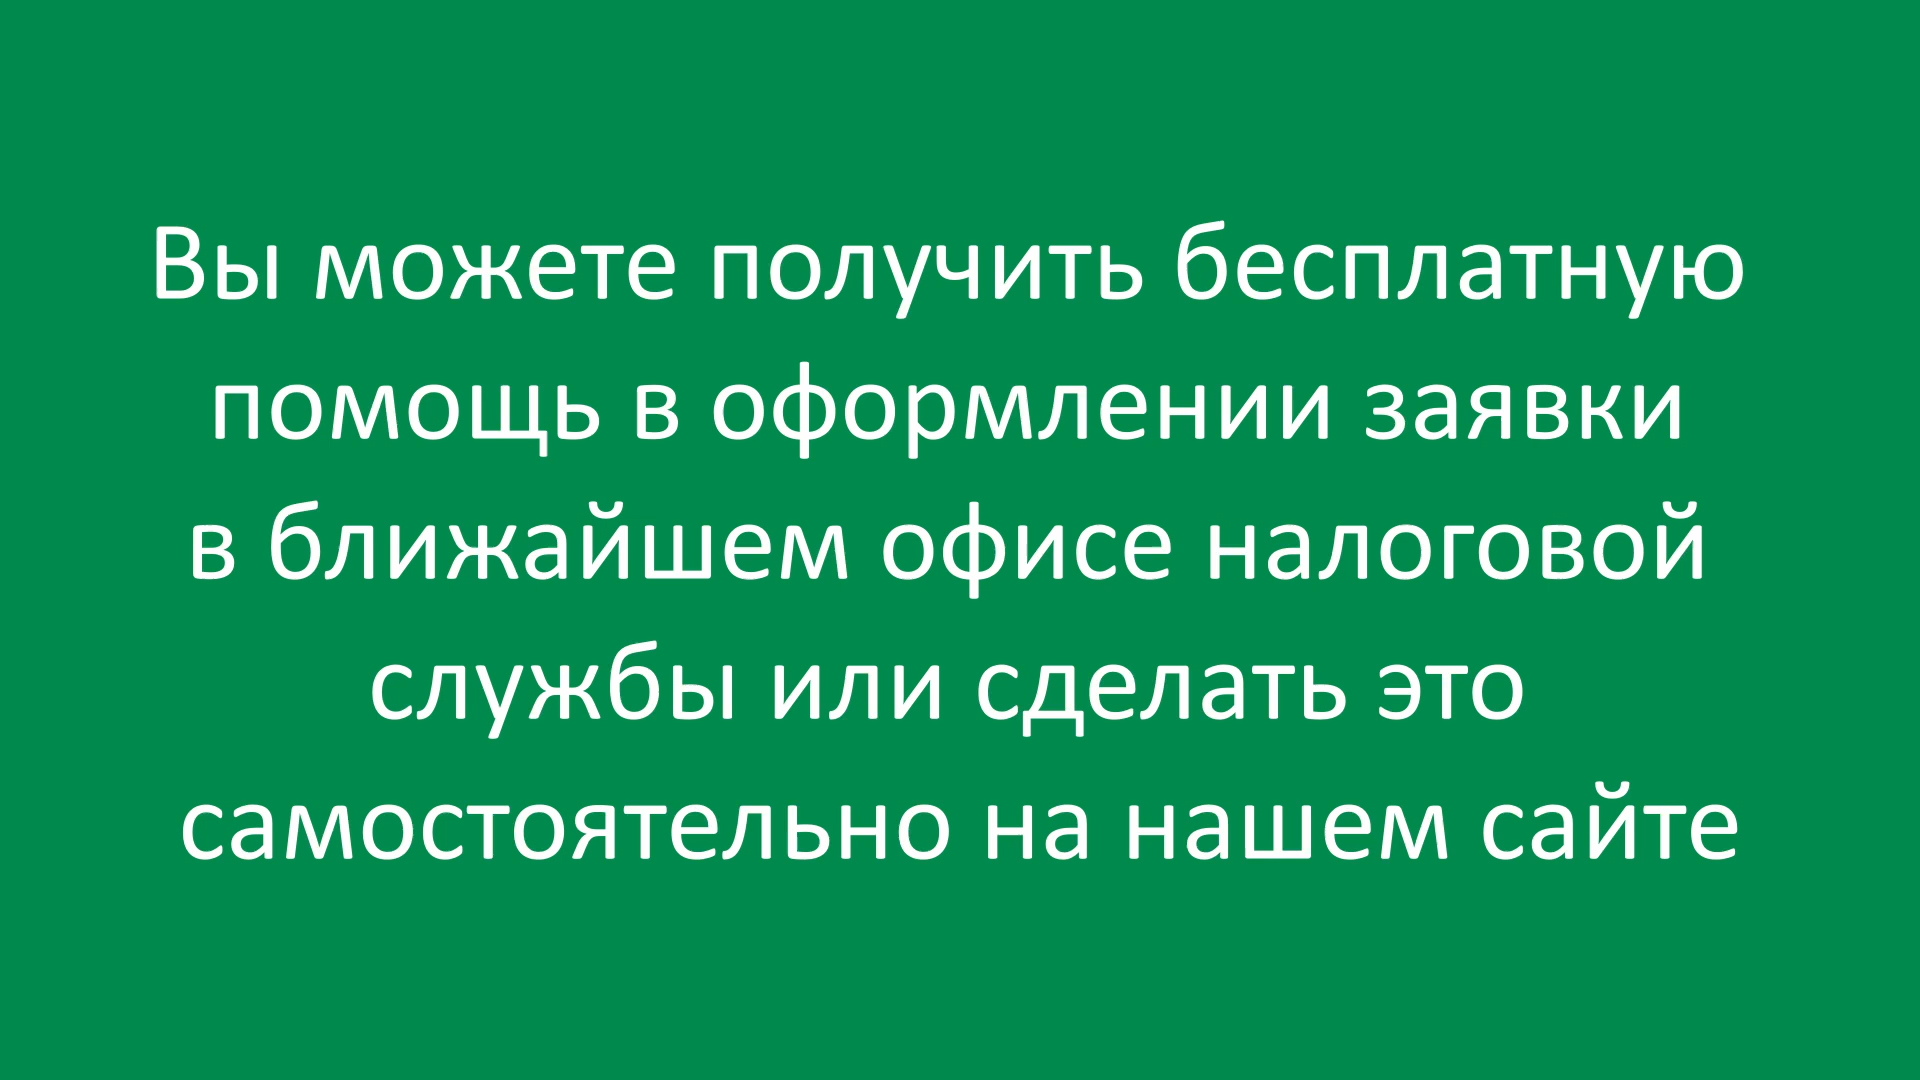 Вы можете получить бесплатную
помощь в оформлении заявки
в ближайшем офисе налоговой
службы или сделать это
самостоятельно на нашем сайте